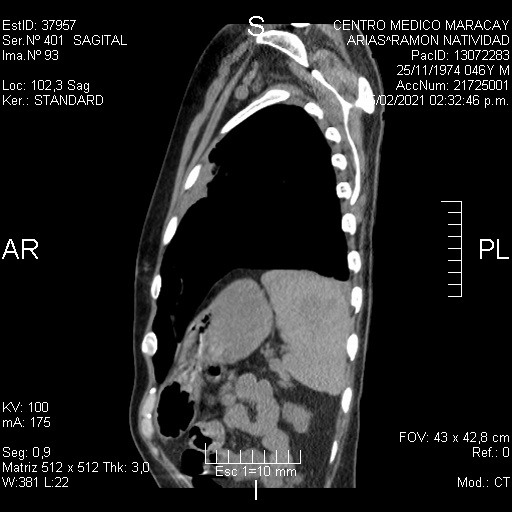 EstID: 37957
Ser.Nº 401 SAGITAL
Ima.Nº 93
Loc: 102,3 Sag
Ker.: STANDARD
S
CENTRO MEDICO MARACAY
ARIAS^RAMON NATIVIDAD
PacID: 13072283
25/11/1974 046Y M
AccNum: 21725001
/02/2021 02:32:46 p.m.
AR
PL
KV: 100
mA: 175
Seg: 0,9
Matriz 512 x 512 Thk: 3,0
W:381 L:22
Esc 1=10 mm
I
FOV: 43 x 42,8 cm
Ref.: 0
Mod.: CT